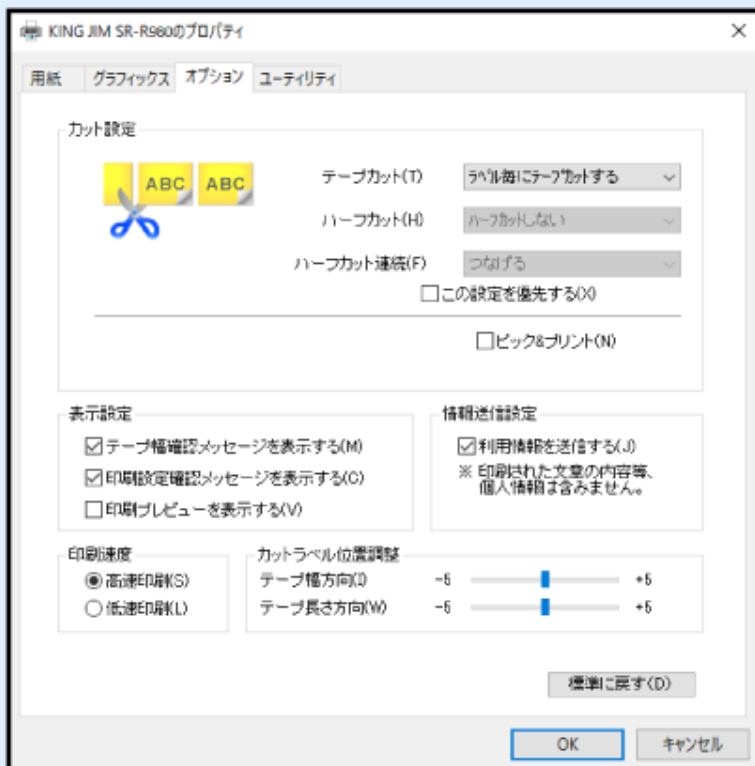 KING JIM SR-R980のプロパティ
用紙 グラフィックス オプション ユーティリティ
カット設定
ABC ABC
テープカット(T) ラベル毎にテープカットする
ハーフカット(H) ハーフカットしない
ハーフカット連続(F) つなげる
この設定を優先する(X)
ピック&プリント(N)
表示設定
テープ幅確認メッセージを表示する(M)
印刷設定確認メッセージを表示する(C)
印刷プレビューを表示する(V)
情報送信設定
利用情報を送信する(J)
※ 印刷された文章の内容等、
個人情報は含みません。
印刷速度
高速印刷(S)
低速印刷(L)
カットラベル位置調整
テープ幅方向(I) -5 +5
テープ長さ方向(W) -5 +5
標準に戻す(D)
OK キャンセル